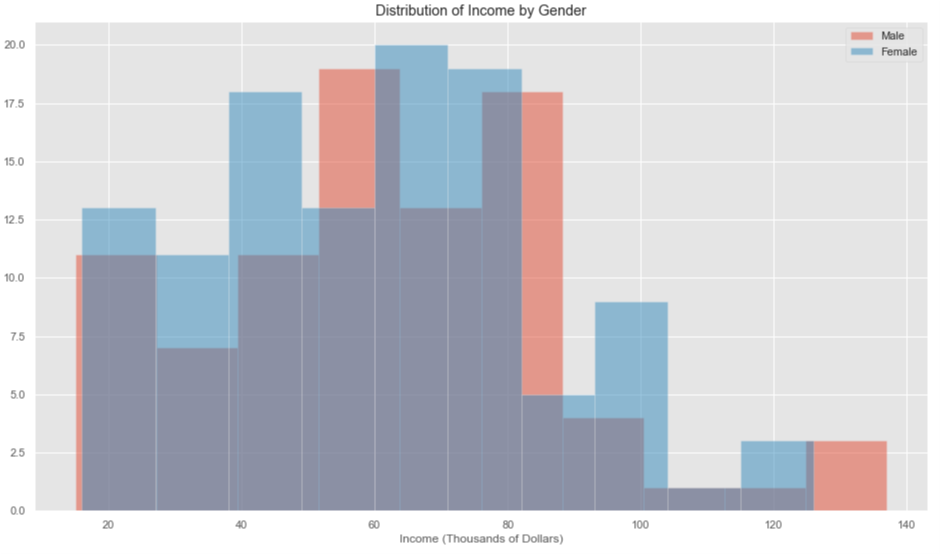 Distribution of Income by Gender
Male
Female
20.0
17.5
15.0
12.5
10.0
7.5
5.0
2.5
0.0
20 40 60 80 100 120 140
Income (Thousands of Dollars)